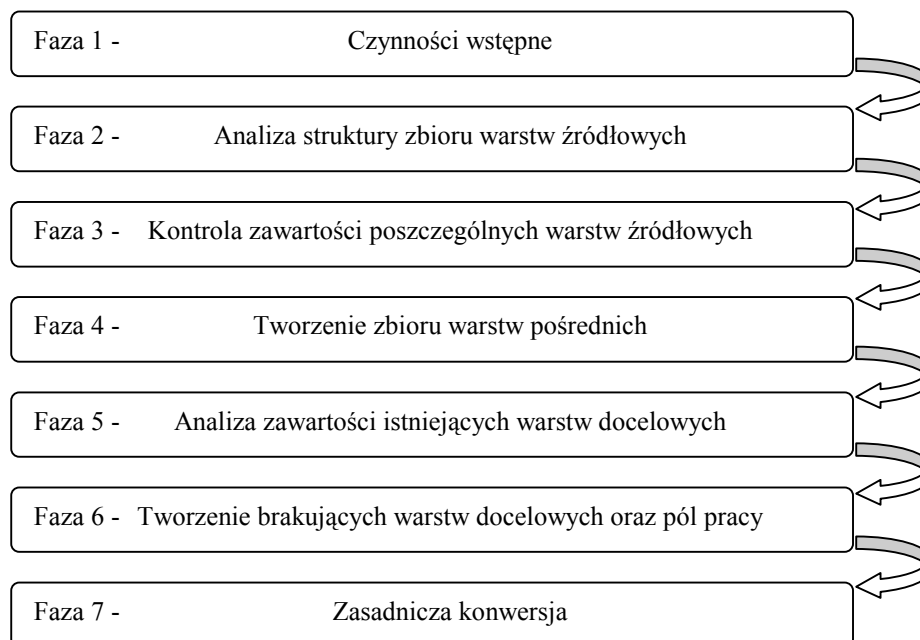 Faza 1 - Czynności wstępne
Faza 2 - Analiza struktury zbioru warstw źródłowych
Faza 3 - Kontrola zawartości poszczególnych warstw źródłowych
Faza 4 - Tworzenie zbioru warstw pośrednich
Faza 5 - Analiza zawartości istniejących warstw docelowych
Faza 6 - Tworzenie brakujących warstw docelowych oraz pól pracy
Faza 7 - Zasadnicza konwersja